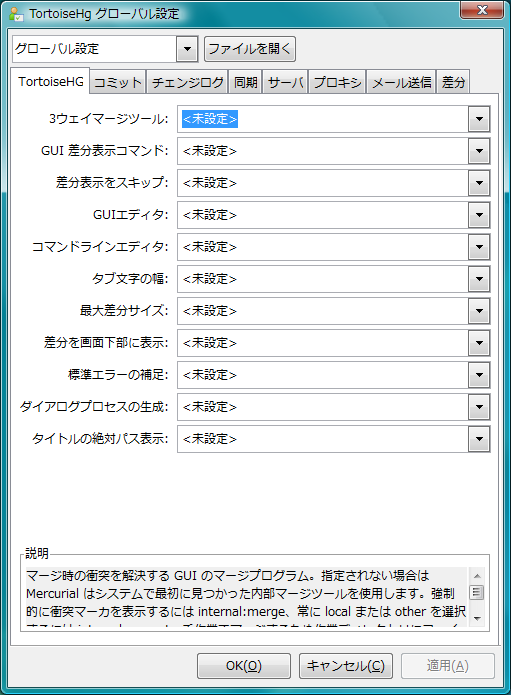 TortoiseHg グローバル設定
グローバル設定 ファイルを開く
TortoiseHG コミット チェンジログ 同期 サーバ プロキシ メール送信 差分
3ウェイマージツール: <未設定>
GUI 差分表示コマンド: <未設定>
差分表示をスキップ: <未設定>
GUIエディタ: <未設定>
コマンドラインエディタ: <未設定>
タブ文字の幅: <未設定>
最大差分サイズ: <未設定>
差分を画面下部に表示: <未設定>
標準エラーの補足: <未設定>
ダイアログプロセスの生成: <未設定>
タイトルの絶対パス表示: <未設定>
説明
マージ時の衝突を解決する GUI のマージプログラム。指定されない場合は
Mercurial はシステムで最初に見つかった内部マージツールを使用します。強制
的に衝突マーカを表示するには internal:merge、常に local または other を選択
OK(O) キャンセル(C) 適用(A)